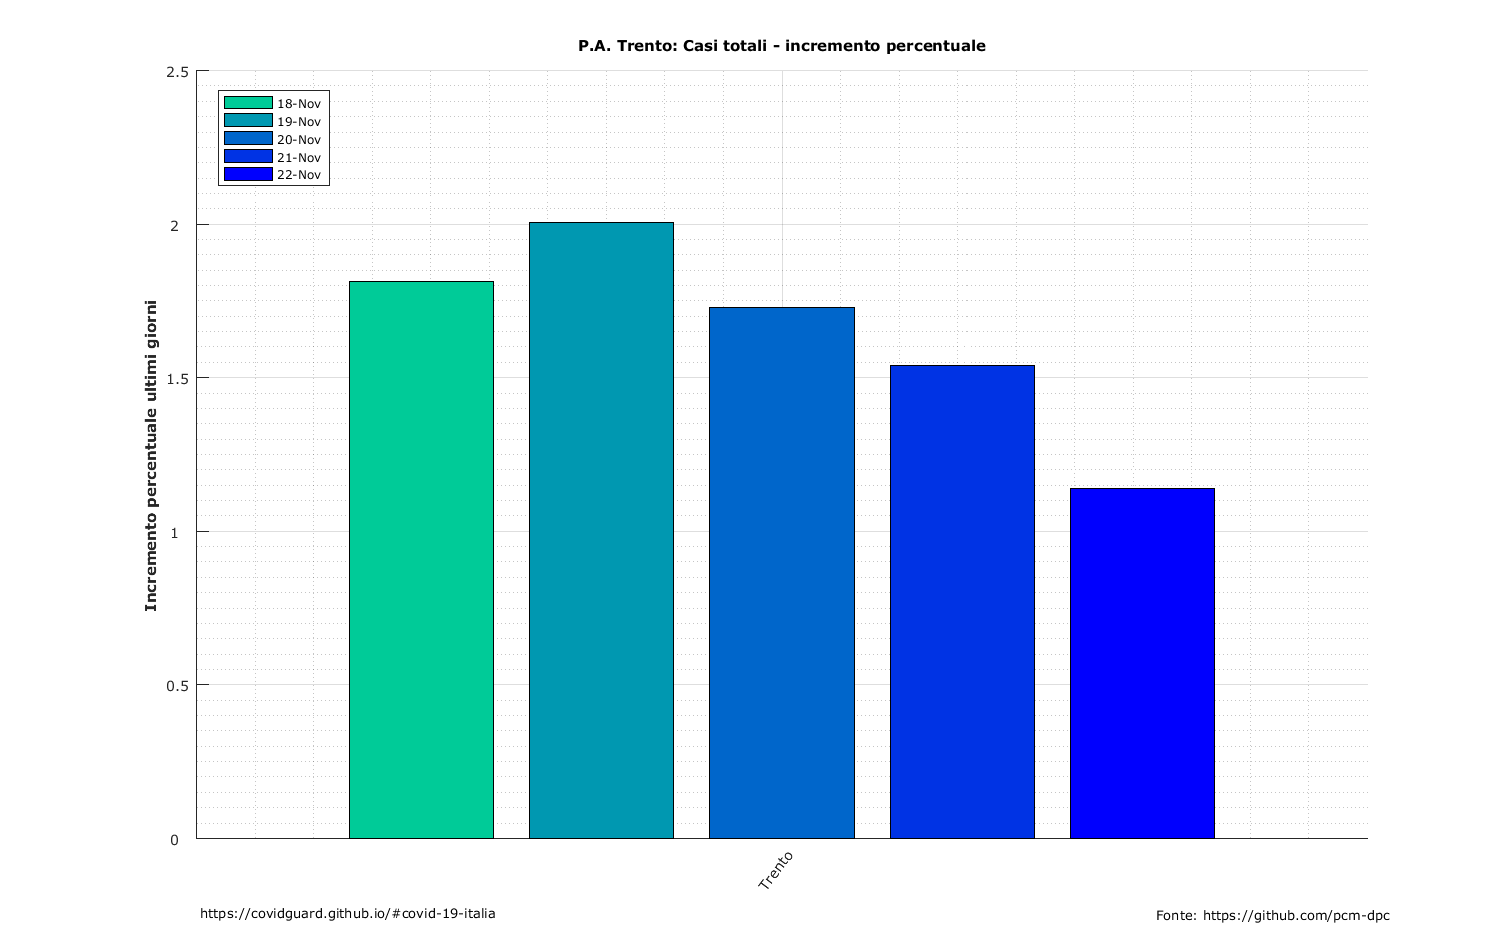 P.A. Trento: Casi totali - incremento percentuale
2.5
2
1.5
1
0.5
0
Incremento percentuale ultimi giorni
18-Nov
19-Nov
20-Nov
21-Nov
22-Nov
Trento
https://covidguard.github.io/#covid-19-italia
Fonte: https://github.com/pcm-dpc